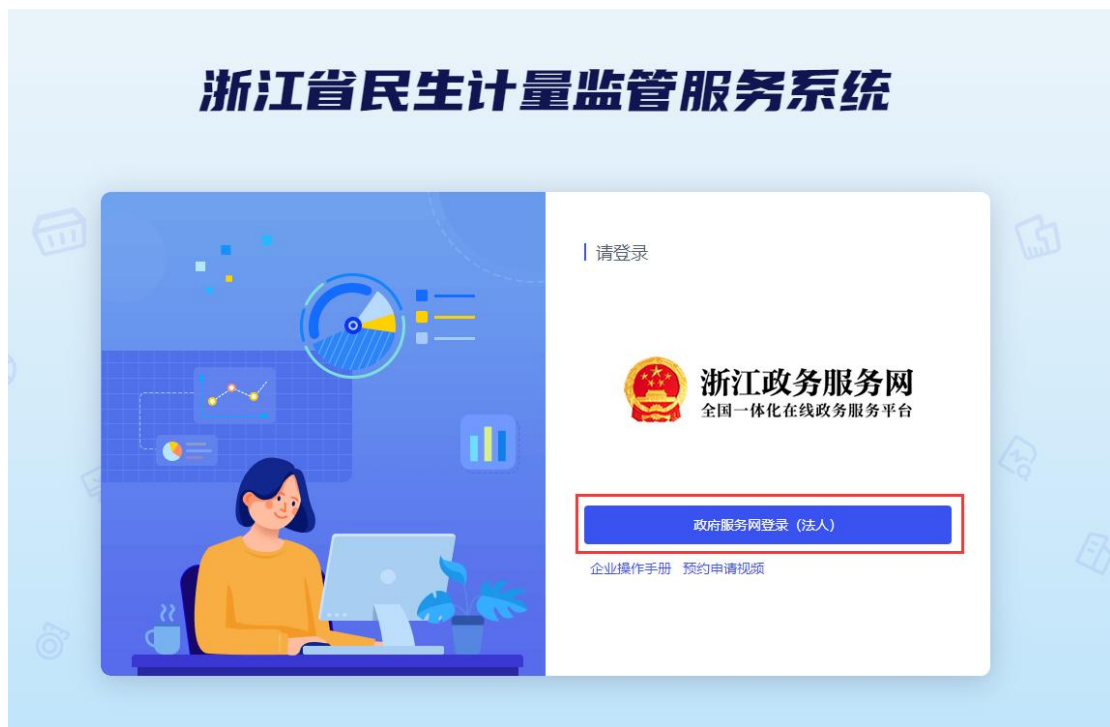 浙江省民生计量监管服务系统
请登录
浙江政务服务网
全国一体化在线政务服务平台
政府服务网登录（法人）
企业操作手册 预约申请视频